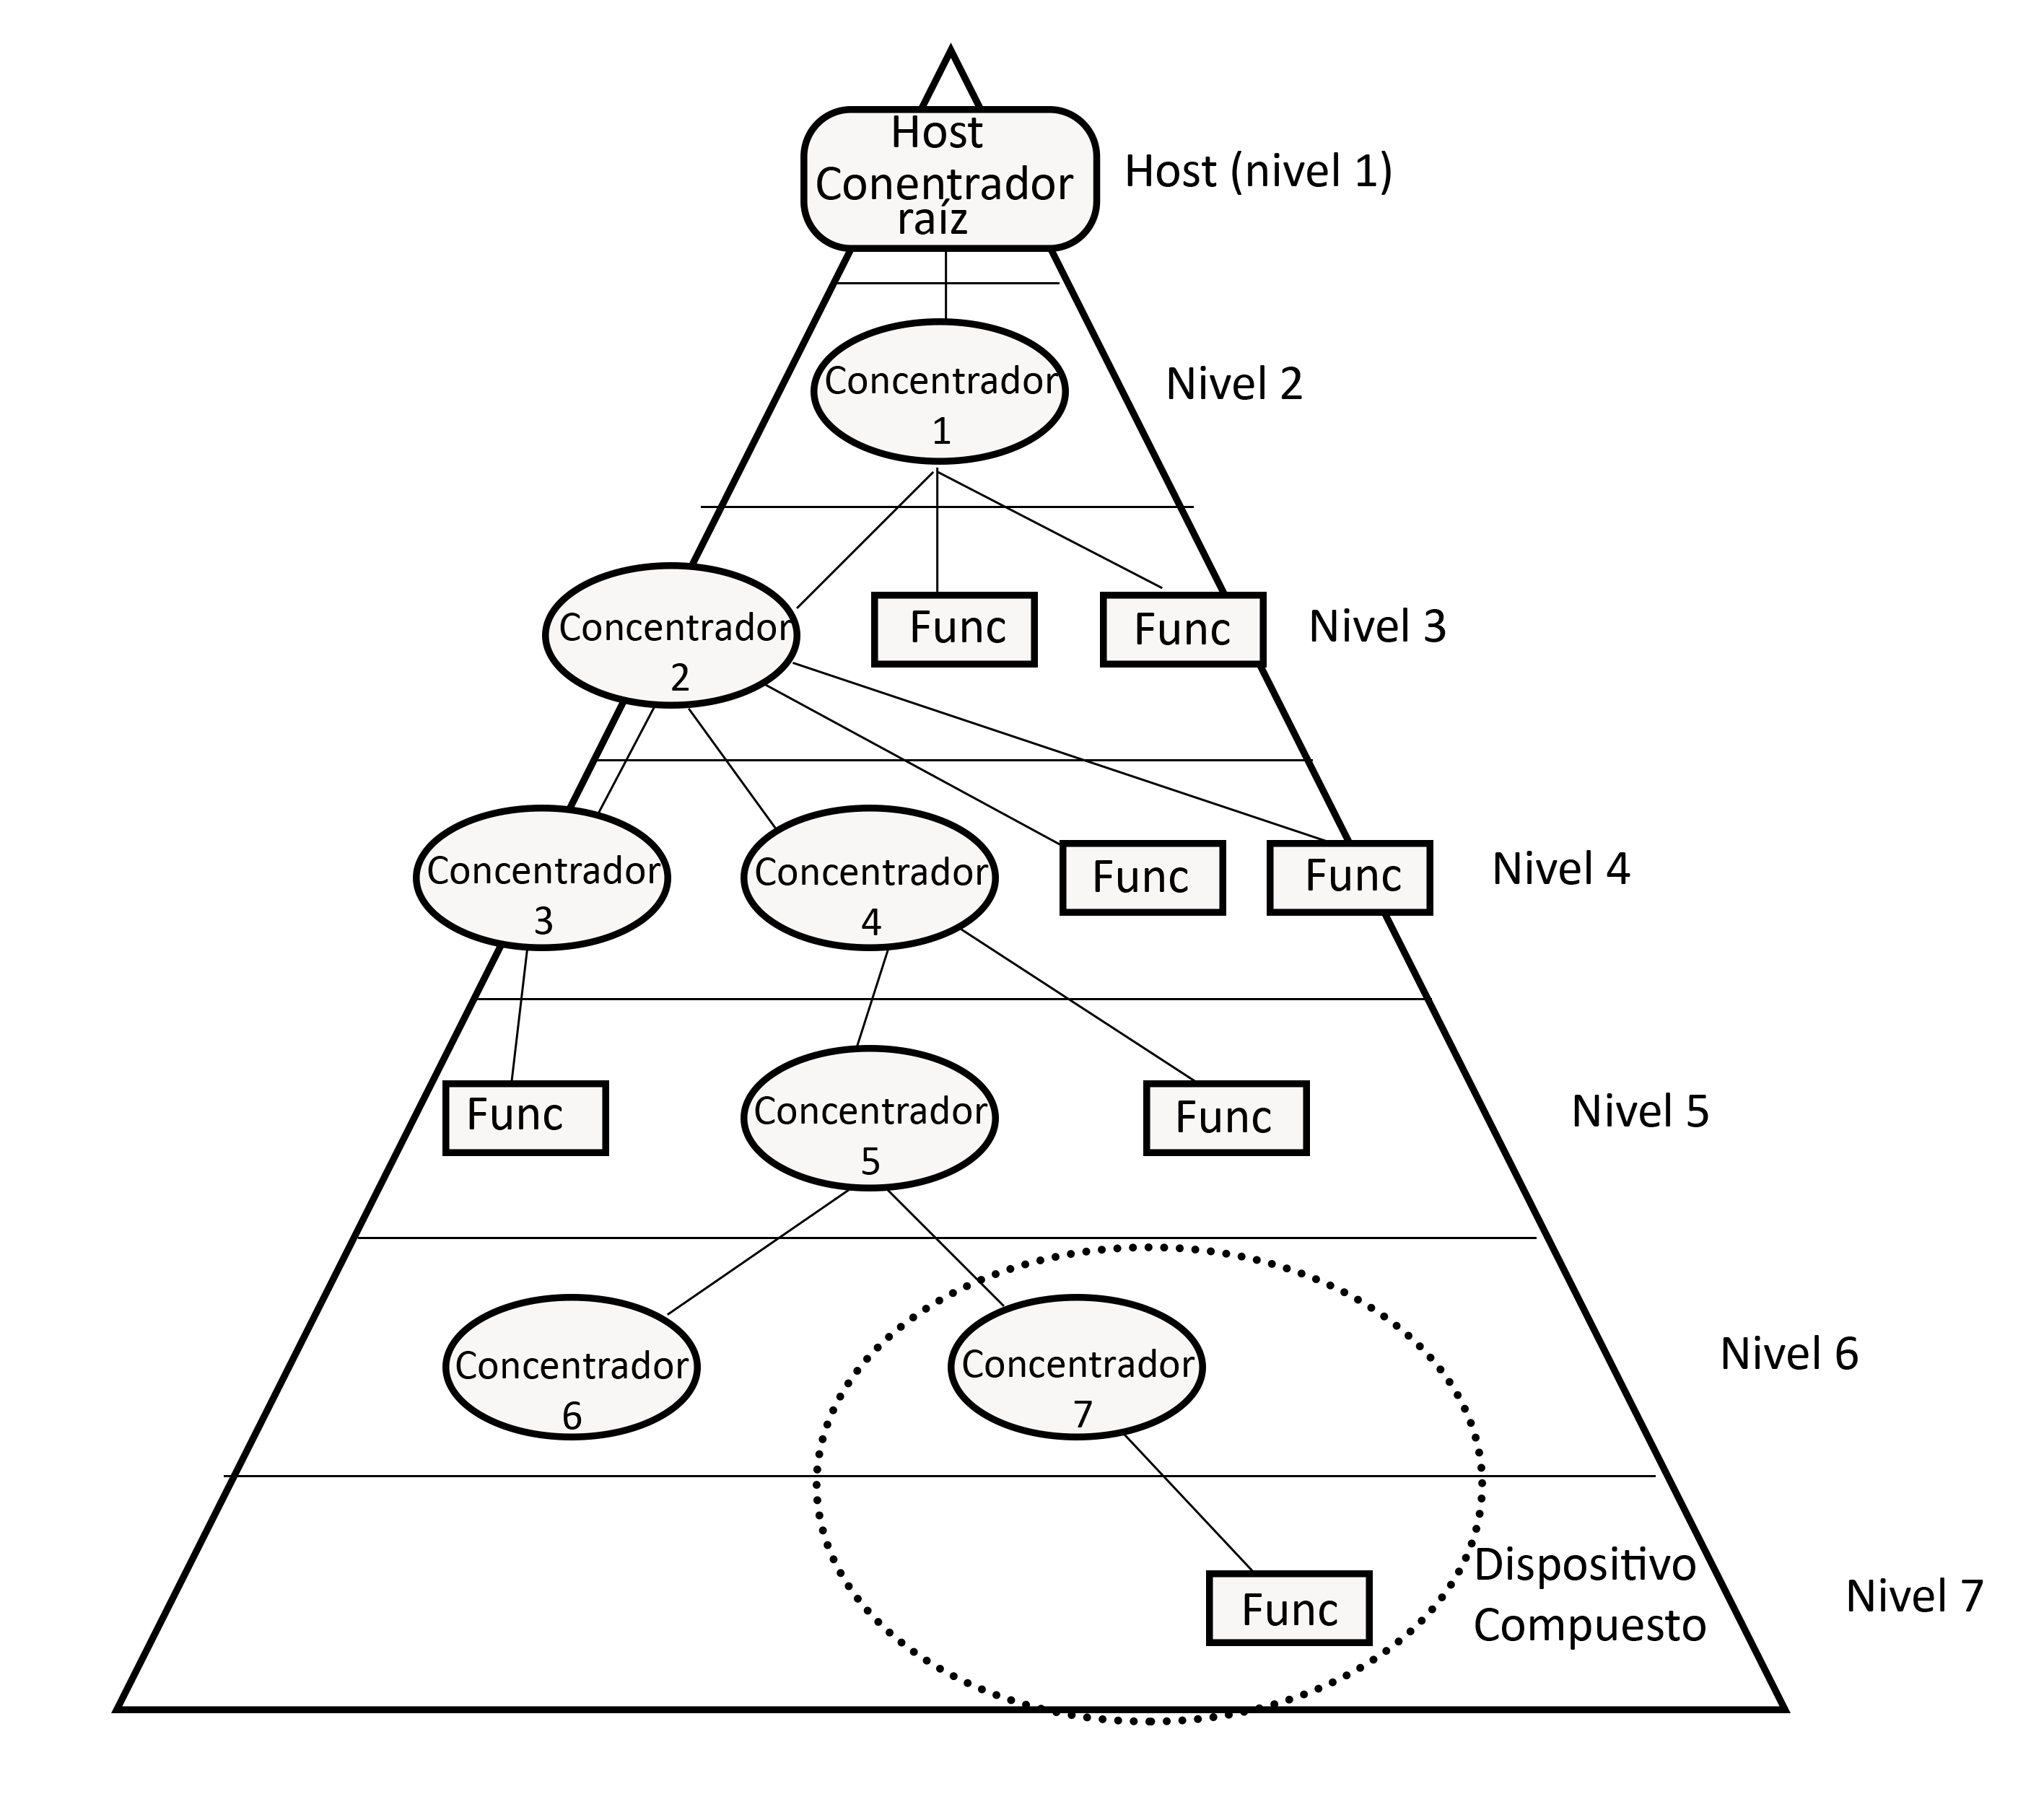 Host
Conentrador
raíz
Host (nivel 1)
Concentrador
1
Nivel 2
Concentrador
2
Func
Func
Nivel 3
Concentrador
3
Concentrador
4
Func
Func
Nivel 4
Func
Concentrador
5
Func
Nivel 5
Concentrador
6
Concentrador
7
Nivel 6
Func
Dispositivo
Compuesto
Nivel 7